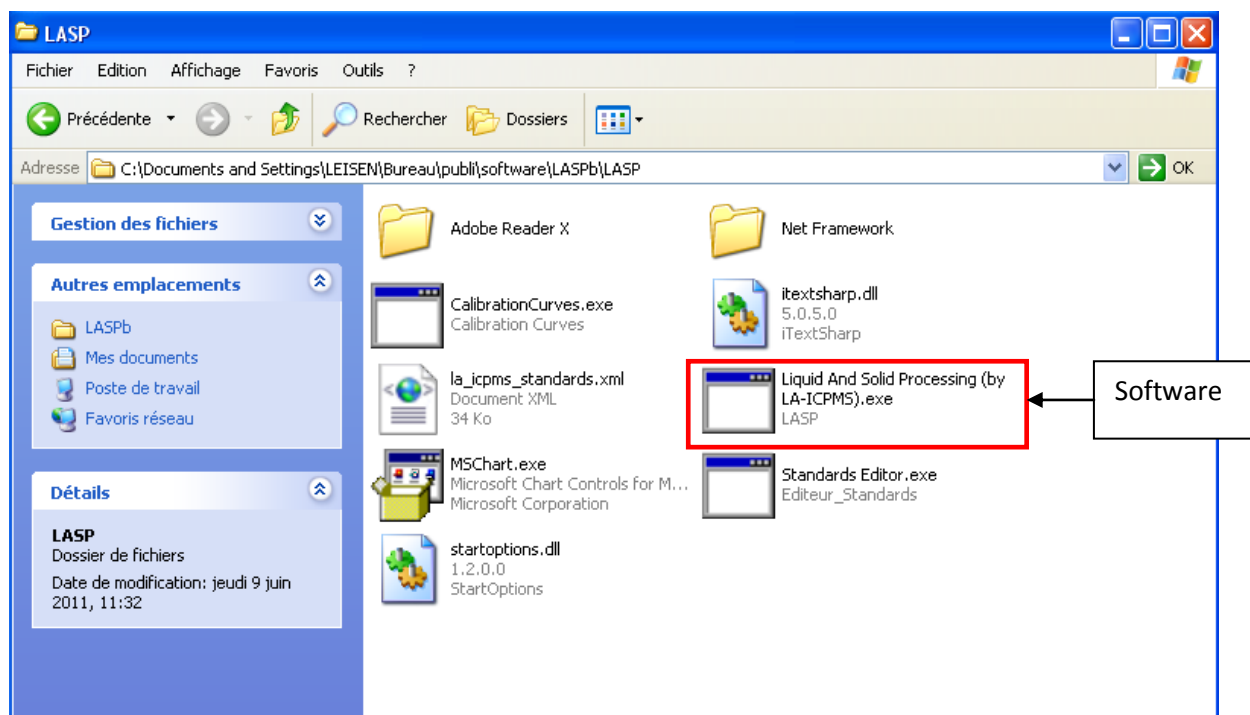 LASP
Fichier Edition Affichage Favoris Outils ?
Précédente Rechercher Dossiers
Adresse C:\Documents and Settings\LEISEN\Bureau\publi\software\LASPb\LASP OK
Gestion des fichiers
Autres emplacements
LASPb
Mes documents
Poste de travail
Favoris réseau
Détails
LASP
Dossier de fichiers
Date de modification: jeudi 9 juin
2011, 11:32
Adobe Reader X
Net Framework
CalibrationCurves.exe
Calibration Curves
itextsharp.dll
5.0.5.0
iTextSharp
la_icpms_standards.xml
Document XML
34 Ko
Liquid And Solid Processing (by
LA-ICPMS).exe
LASP
Software
MSChart.exe
Microsoft Chart Controls for M...
Microsoft Corporation
Standards Editor.exe
Editeur_Standards
startoptions.dll
1.2.0.0
StartOptions